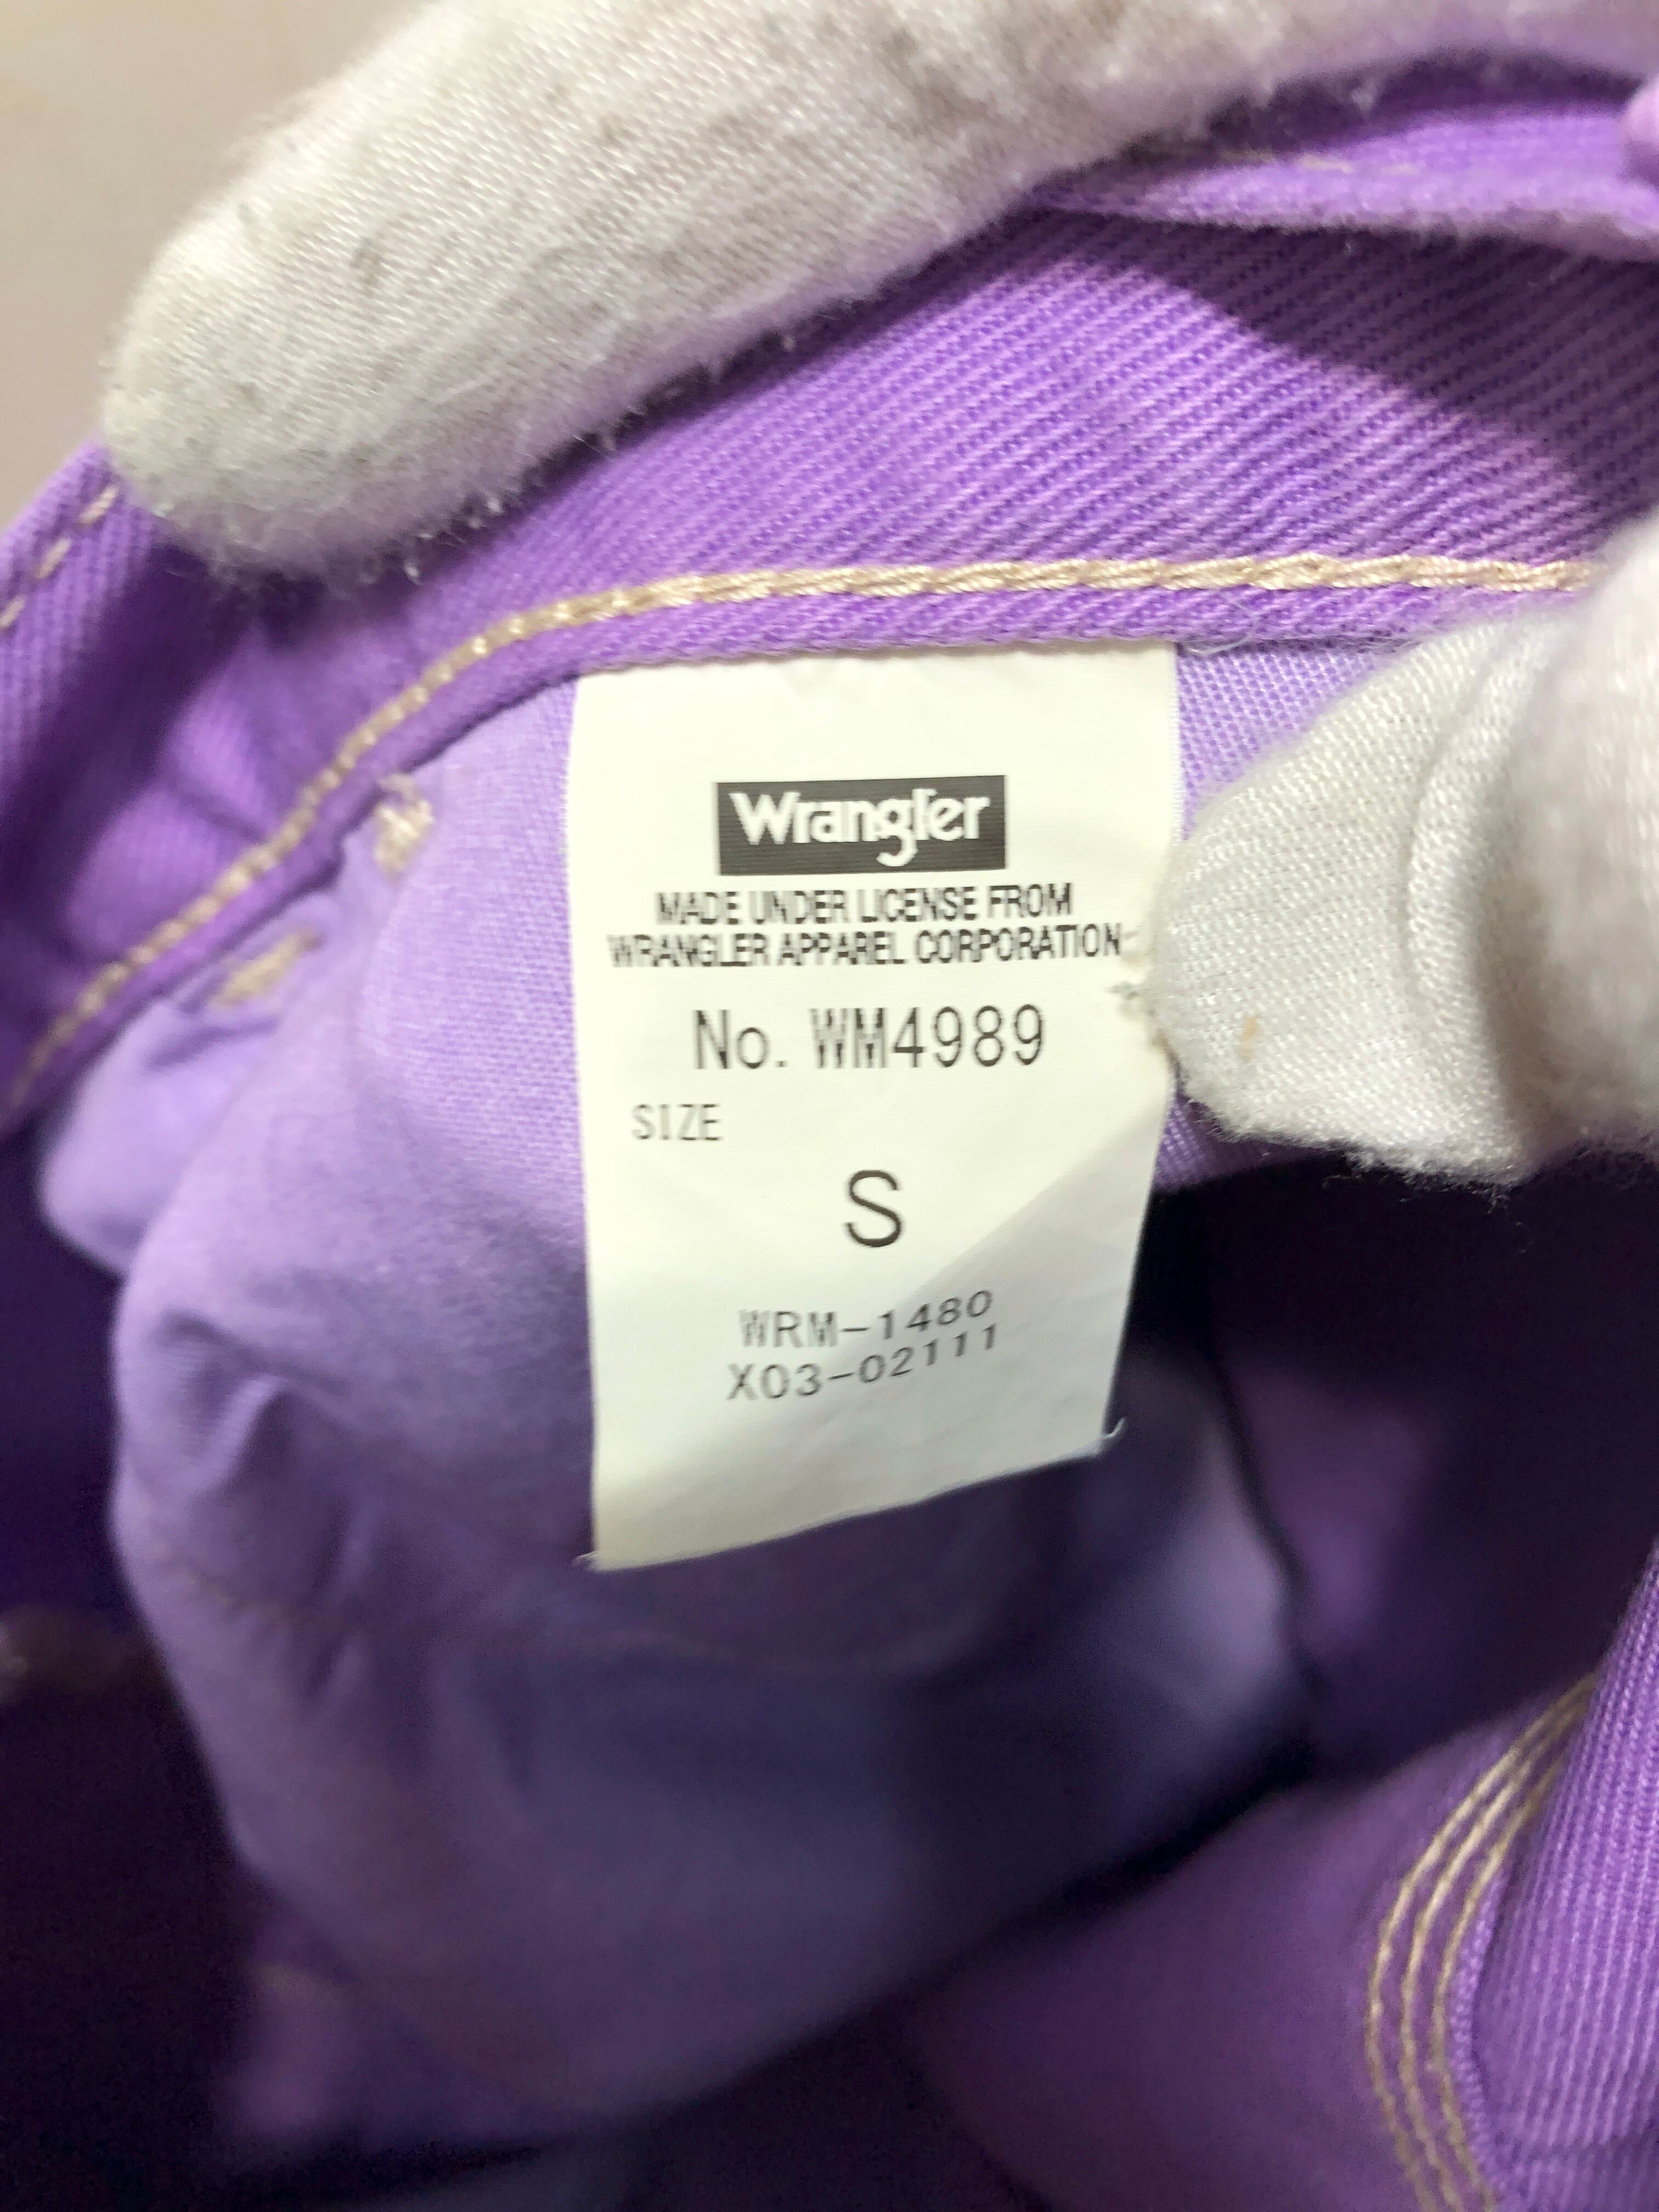 Wrangler
MADE UNDER LICENSE FROM
WRANGLER APPAREL CORPORATION
No. WM4989
SIZE
S
WRM-1480
X03-02111